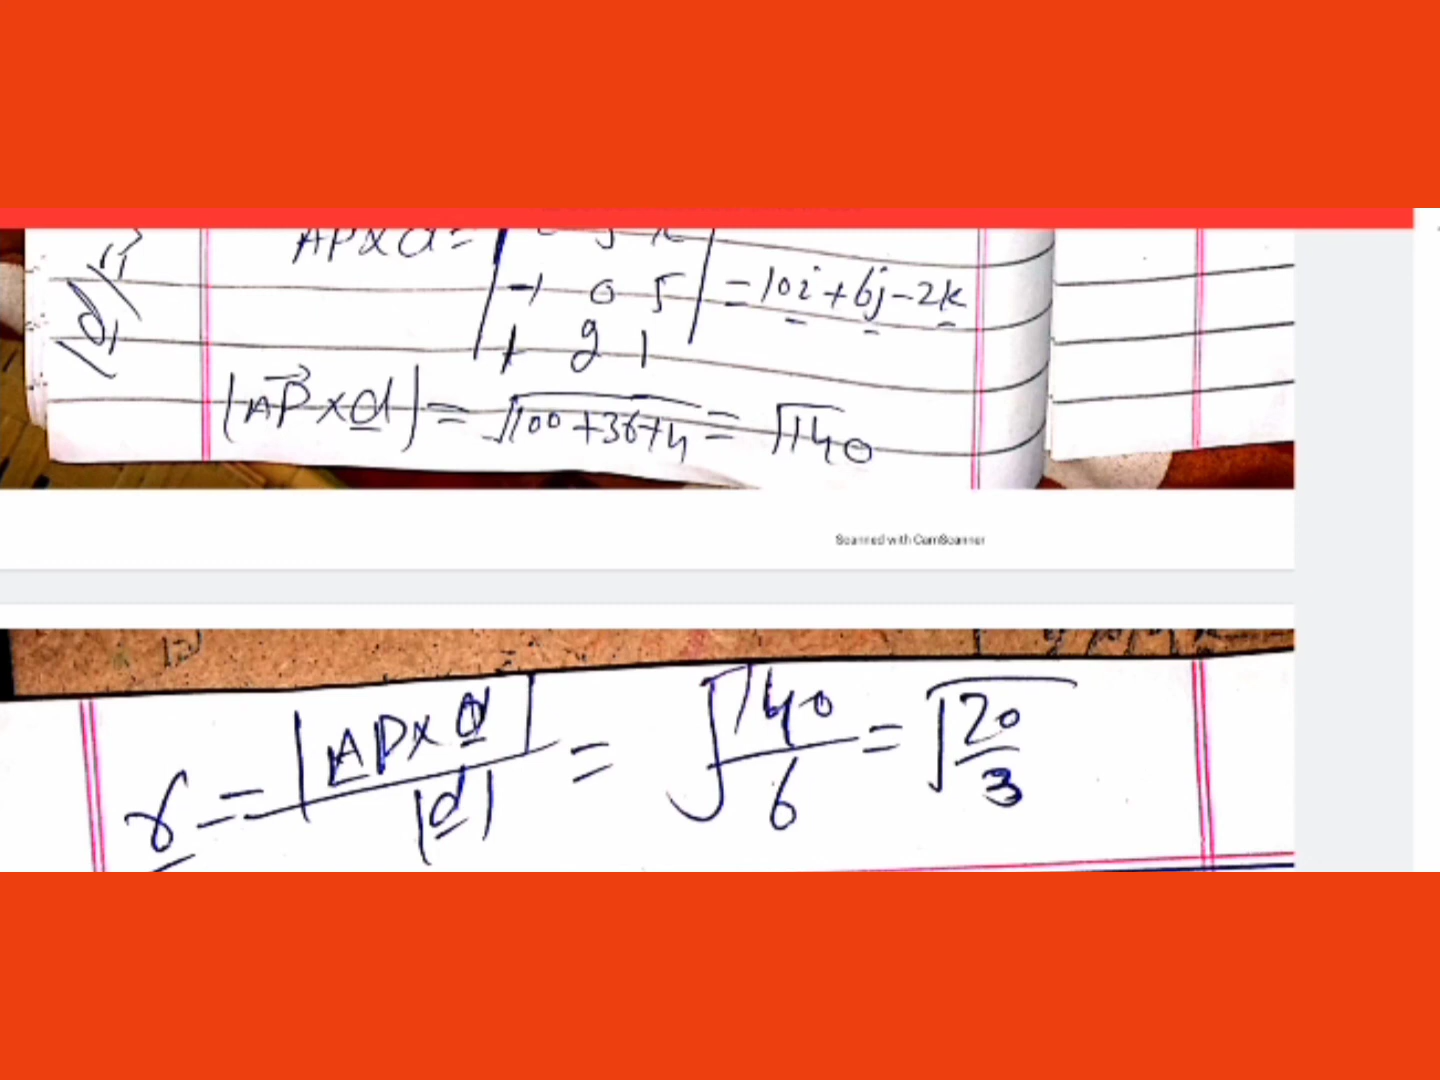 AP×d =
-1 0 5 = 10i + 6j - 2k
1 2 1
|AP×d| = √100+36+4 = √140
Scanned with CamScanner
r = |AP×d| / |d| = √140/6 = √20/3